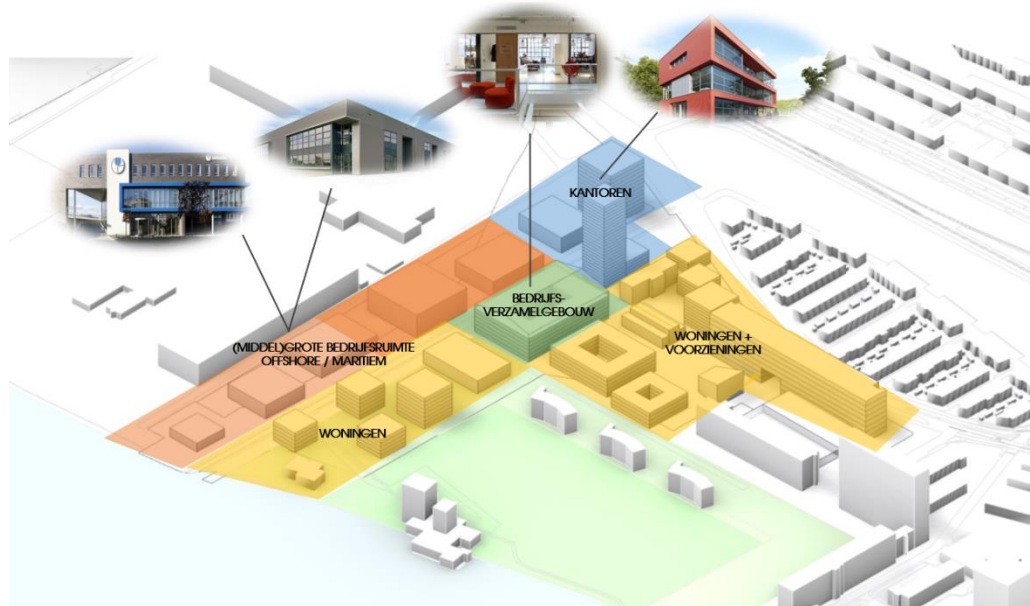 KANTOREN
BEDRIJFS-
VERZAMELGEBOUW
WONINGEN +
VOORZIENINGEN
(MIDDEL)GROTE BEDRIJFSRUIMTE
OFFSHORE / MARITIEM
WONINGEN